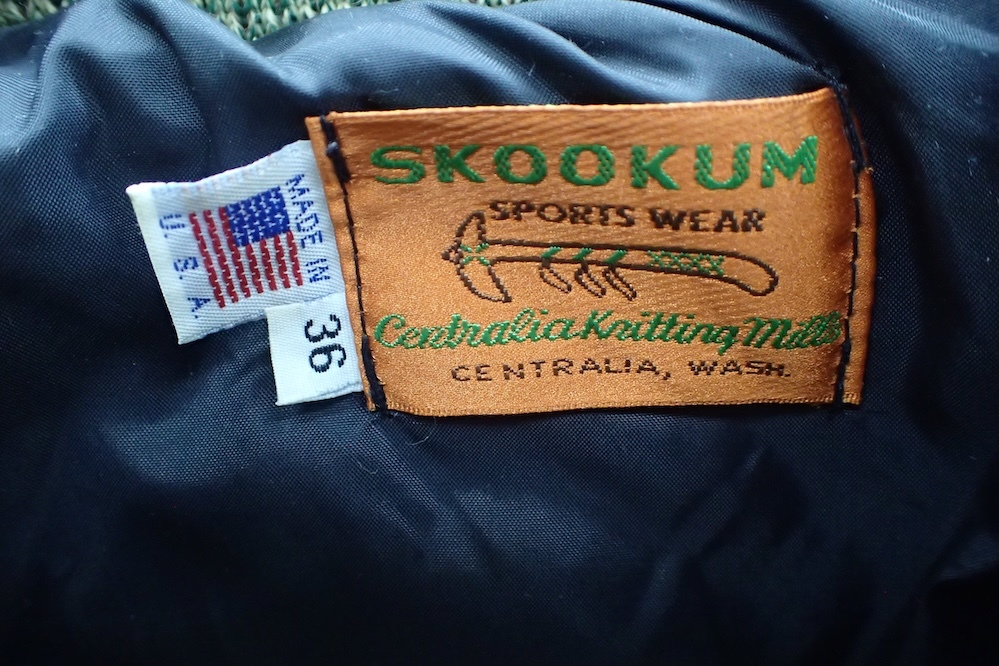 SKOOKUM
SPORTS WEAR
Centralia Knitting Mills
CENTRALIA, WASH.
MADE IN
U. S. A.
36